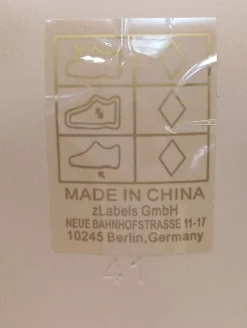 MADE IN CHINA
zLabels GmbH
NEUE BAHNHOFSTRASSE 11-17
10245 Berlin,Germany
41